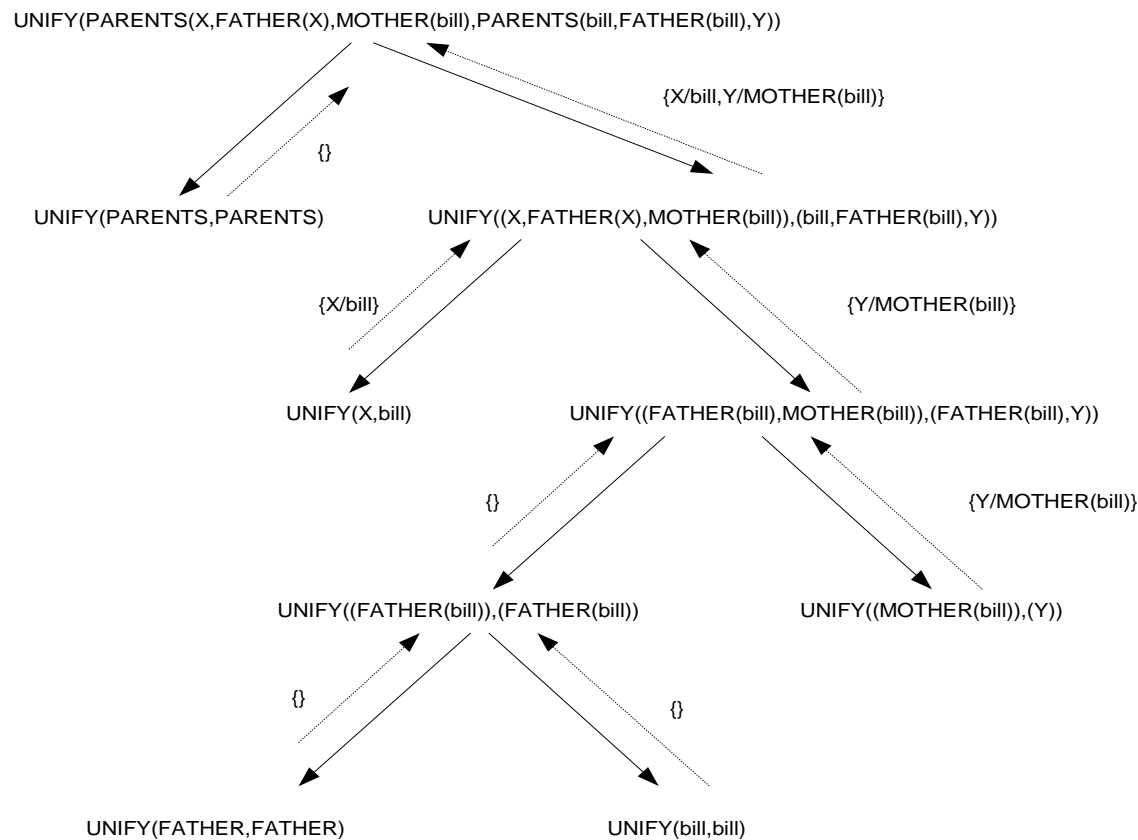 UNIFY(PARENTS(X,FATHER(X),MOTHER(bill),PARENTS(bill,FATHER(bill),Y))
{X/bill,Y/MOTHER(bill)}
{}
UNIFY(PARENTS,PARENTS)
UNIFY((X,FATHER(X),MOTHER(bill)),(bill,FATHER(bill),Y))
{X/bill}
{Y/MOTHER(bill)}
UNIFY(X,bill)
UNIFY((FATHER(bill),MOTHER(bill)),(FATHER(bill),Y))
{}
{Y/MOTHER(bill)}
UNIFY((FATHER(bill)),(FATHER(bill))
UNIFY((MOTHER(bill)),(Y))
{}
{}
UNIFY(FATHER,FATHER)
UNIFY(bill,bill)